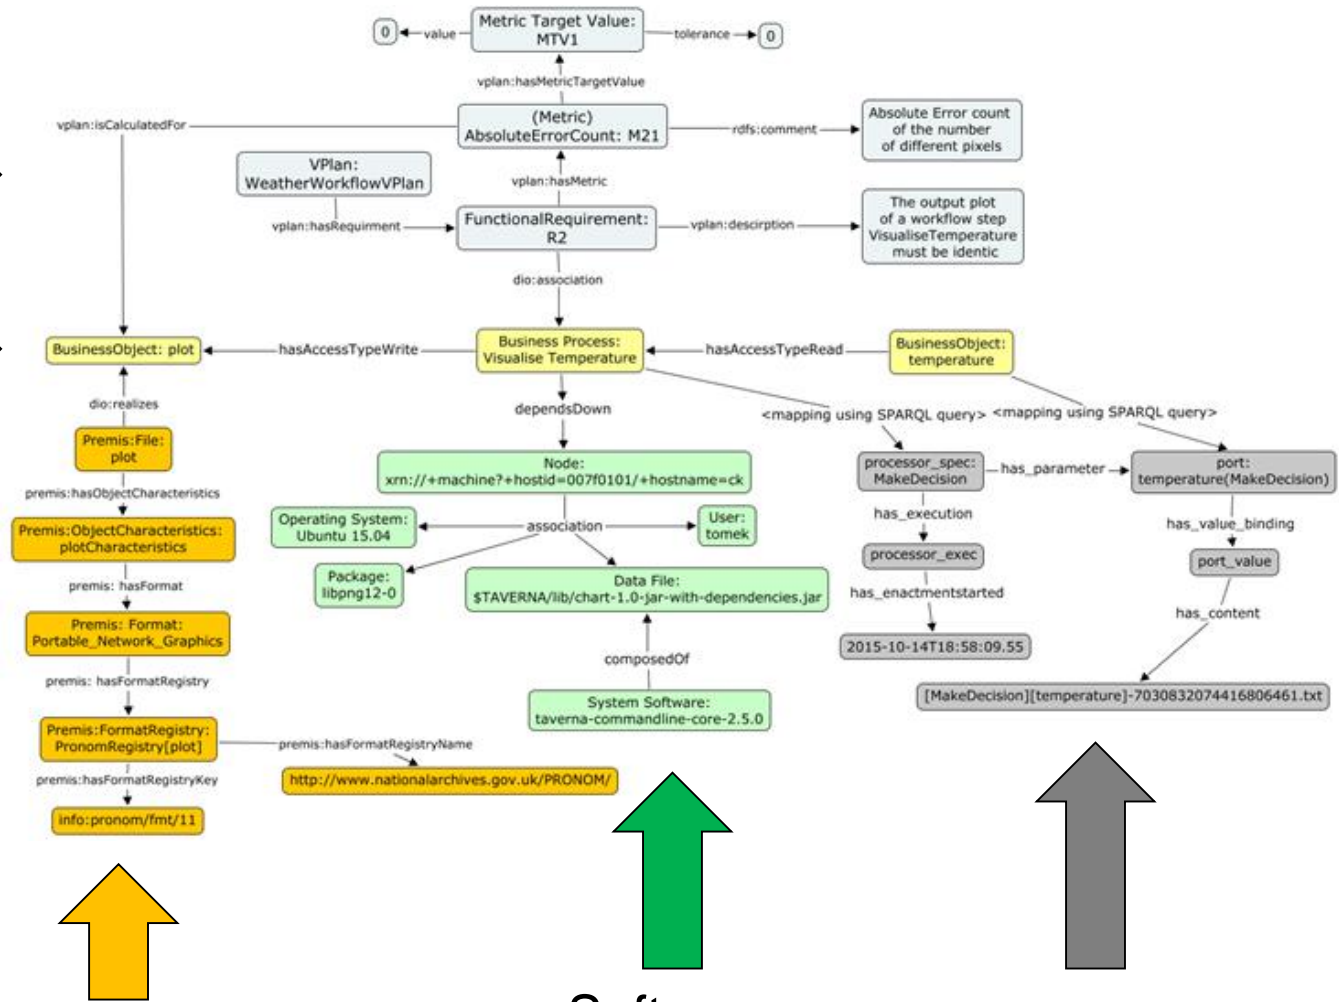 Metric Target Value:
MTV1
0
value
tolerance
0
vplan:hasMetricTargetValue
vplan:isCalculatedFor
(Metric)
AbsoluteErrorCount: M21
rdfs:comment
Absolute Error count
of the number
of different pixels
VPlan:
WeatherWorkflowVPlan
vplan:hasMetric
vplan:hasRequirment
FunctionalRequirement:
R2
vplan:descirption
The output plot
of a workflow step
VisualiseTemperature
must be identic
dio:association
BusinessObject: plot
hasAccessTypeWrite
Business Process:
Visualise Temperature
hasAccessTypeRead
BusinessObject:
temperature
dio:realizes
dependsDown
<mapping using SPARQL query>
<mapping using SPARQL query>
Premis:File:
plot
Node:
xrn://+machine?+hostid=007f0101/+hostname=ck
processor_spec:
MakeDecision
has_parameter
port:
temperature(MakeDecision)
premis:hasObjectCharacteristics
Operating System:
Ubuntu 15.04
association
User:
tomek
has_execution
has_value_binding
Premis:ObjectCharacteristics:
plotCharacteristics
processor_exec
port_value
premis: hasFormat
Package:
libpng12-0
Data File:
$TAVERNA/lib/chart-1.0-jar-with-dependencies.jar
has_enactmentstarted
has_content
Premis: Format:
Portable_Network_Graphics
composedOf
2015-10-14T18:58:09.55
premis: hasFormatRegistry
System Software:
taverna-commandline-core-2.5.0
[MakeDecision][temperature]-7030832074416806461.txt
Premis:FormatRegistry:
PronomRegistry[plot]
premis:hasFormatRegistryName
http://www.nationalarchives.gov.uk/PRONOM/
premis:hasFormatRegistryKey
info:pronom/fmt/11